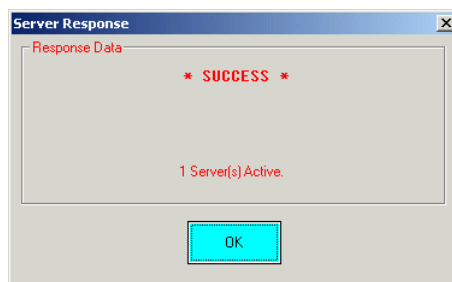 Server Response
Response Data
* SUCCESS *
1 Server(s) Active.
OK